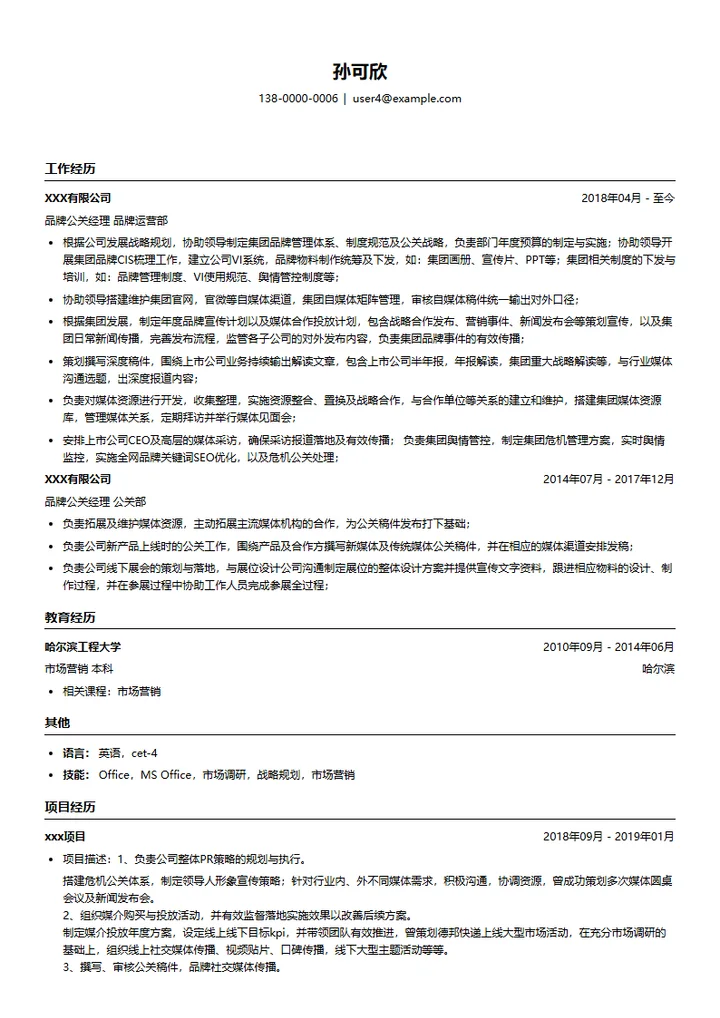 孙可欣
138-0000-0006 | user4@example.com
工作经历
XXX有限公司 2018年04月 - 至今
品牌公关经理 品牌运营部
• 根据公司发展战略规划，协助领导制定集团品牌管理体系、制度规范及公关战略，负责部门年度预算的制定与实施；协助领导开
展集团品牌CIS梳理工作，建立公司VI系统，品牌物料制作统筹及下发，如：集团画册、宣传片、PPT等；集团相关制度的下发与
培训，如：品牌管理制度、VI使用规范、舆情管控制度等；
• 协助领导搭建维护集团官网，官微等自媒体渠道，集团自媒体矩阵管理，审核自媒体稿件统一输出对外口径；
• 根据集团发展，制定年度品牌宣传计划以及媒体合作投放计划，包含战略合作发布、营销事件、新闻发布会等策划宣传，以及集
团日常新闻传播，完善发布流程，监管各子公司的对外发布内容，负责集团品牌事件的有效传播；
• 策划撰写深度稿件，围绕上市公司业务持续输出解读文章，包含上市公司半年报，年报解读，集团重大战略解读等，与行业媒体
沟通选题，出深度报道内容；
• 负责对媒体资源进行开发，收集整理，实施资源整合、置换及战略合作，与合作单位等关系的建立和维护，搭建集团媒体资源
库，管理媒体关系，定期拜访并举行媒体见面会；
• 安排上市公司CEO及高层的媒体采访，确保采访报道落地及有效传播； 负责集团舆情管控，制定集团危机管理方案，实时舆情
监控，实施全网品牌关键词SEO优化，以及危机公关处理；
XXX有限公司 2014年07月 - 2017年12月
品牌公关经理 公关部
• 负责拓展及维护媒体资源，主动拓展主流媒体机构的合作，为公关稿件发布打下基础；
• 负责公司新产品上线时的公关工作，围绕产品及合作方撰写新媒体及传统媒体公关稿件，并在相应的媒体渠道安排发稿；
• 负责公司线下展会的策划与落地，与展位设计公司沟通制定展位的整体设计方案并提供宣传文字资料，跟进相应物料的设计、制
作过程，并在参展过程中协助工作人员完成参展全过程；
教育经历
哈尔滨工程大学 2010年09月 - 2014年06月
市场营销 本科 哈尔滨
• 相关课程：市场营销
其他
• 语言： 英语，cet-4
• 技能： Office，MS Office，市场调研，战略规划，市场营销
项目经历
xxx项目 2018年09月 - 2019年01月
• 项目描述：1、负责公司整体PR策略的规划与执行。
搭建危机公关体系，制定领导人形象宣传策略；针对行业内、外不同媒体需求，积极沟通，协调资源，曾成功策划多次媒体圆桌
会议及新闻发布会。
2、组织媒介购买与投放活动，并有效监督落地实施效果以改善后续方案。
制定媒介投放年度方案，设定线上线下目标kpi，并带领团队有效推进，曾策划德邦快递上线大型市场活动，在充分市场调研的
基础上，组织线上社交媒体传播、视频贴片、口碑传播，线下大型主题活动等等。
3、撰写、审核公关稿件，品牌社交媒体传播。